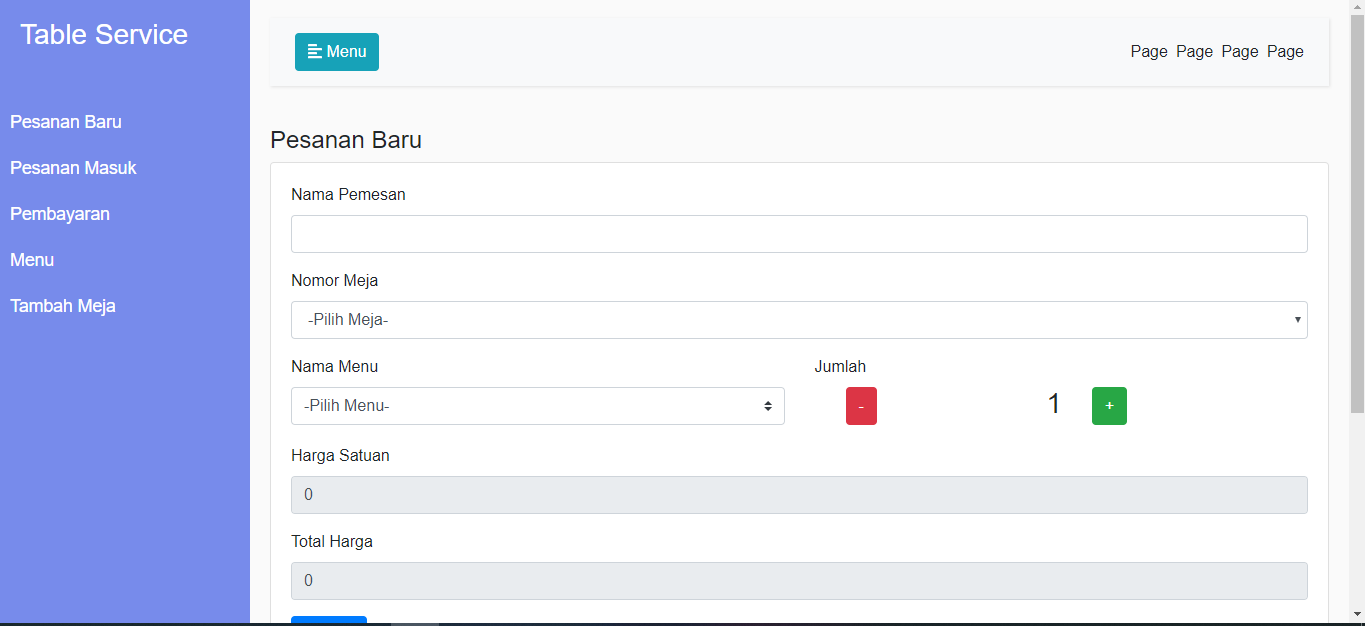 Table Service
Menu
Page Page Page Page
Pesanan Baru
Pesanan Masuk
Pembayaran
Menu
Tambah Meja
Pesanan Baru
Nama Pemesan
Nomor Meja
-Pilih Meja-
Nama Menu
Jumlah
-Pilih Menu-
-
1
+
Harga Satuan
0
Total Harga
0